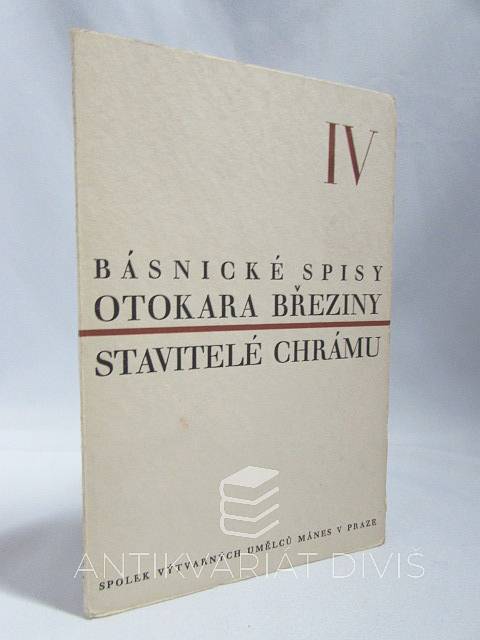 IV
BÁSNICKÉ SPISY
OTOKARA BŘEZINY
STAVITELÉ CHRÁMU
SPOLEK VÝTVARNÝCH UMĚLCŮ MÁNES V PRAZE
ANTIKVARIÁT DIVIŠ